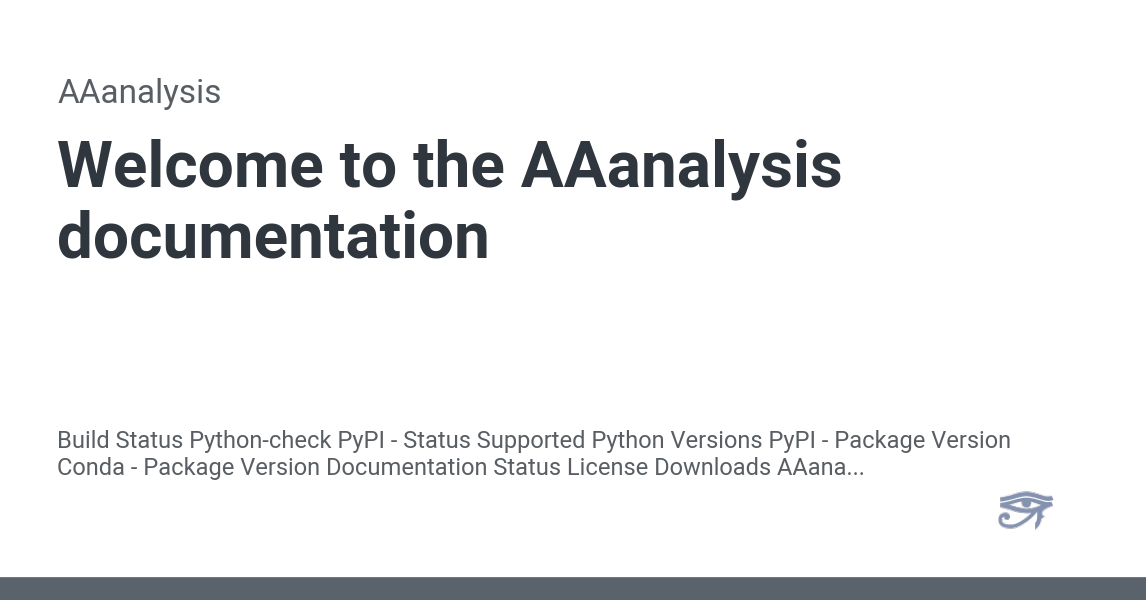 AAanalysis
Welcome to the AAanalysis
documentation
Build Status Python-check PyPI - Status Supported Python Versions PyPI - Package Version
Conda - Package Version Documentation Status License Downloads AAana...